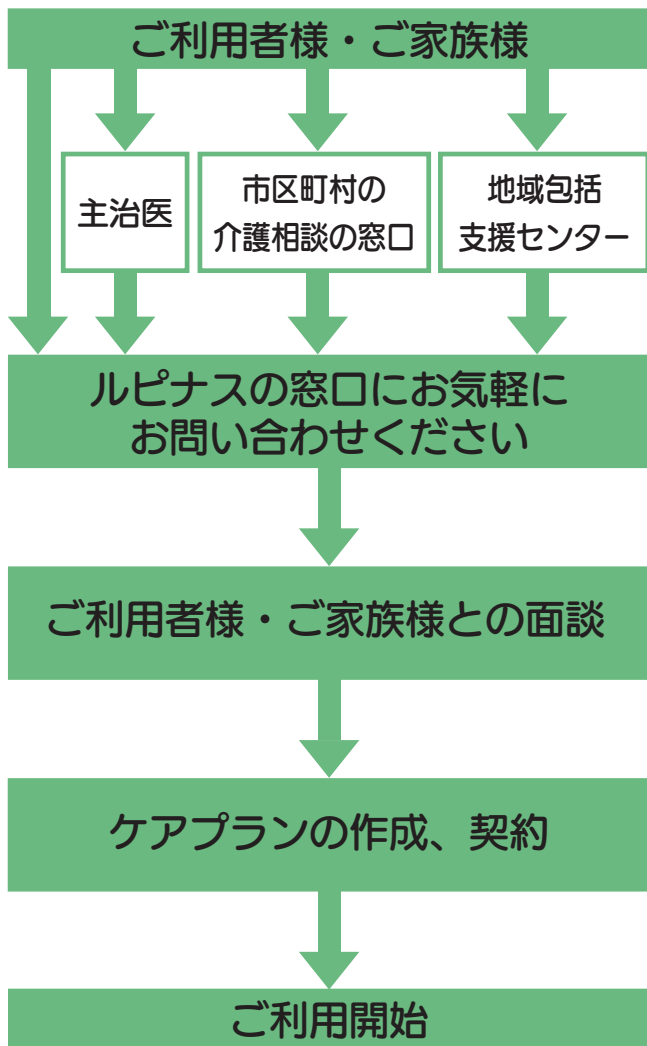 ご利用者様・ご家族様
主治医
市区町村の
介護相談の窓口
地域包括
支援センター
ルピナスの窓口にお気軽に
お問い合わせください
ご利用者様・ご家族様との面談
ケアプランの作成、契約
ご利用開始